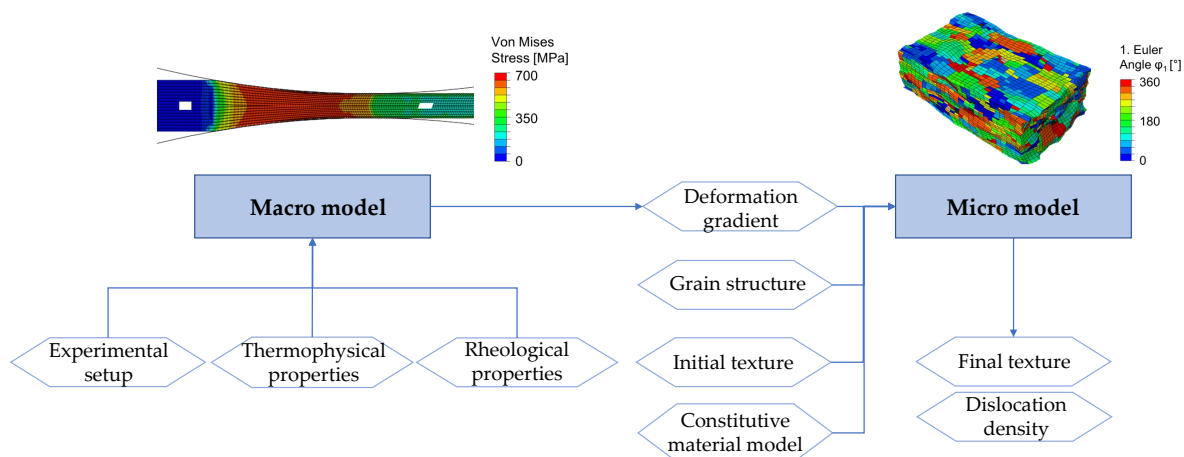 Von Mises
Stress [MPa]
700
350
0
1. Euler
Angle φ₁ [°]
360
180
0
Macro model
Deformation
gradient
Micro model
Grain structure
Experimental
setup
Thermophysical
properties
Rheological
properties
Initial texture
Final texture
Constitutive
material model
Dislocation
density